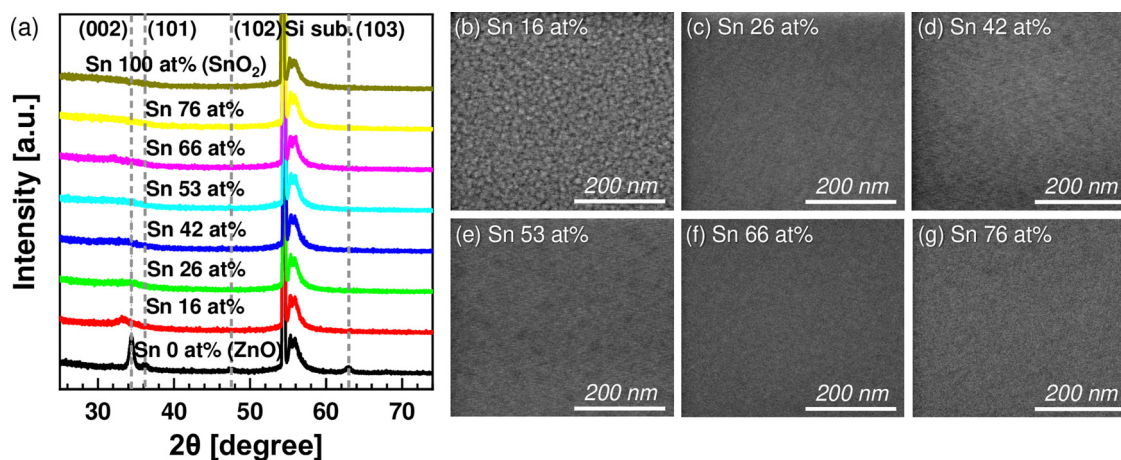 (a)
(002) (101) (102) Si sub. (103)
Sn 100 at% (SnO₂)
Sn 76 at%
Sn 66 at%
Sn 53 at%
Sn 42 at%
Sn 26 at%
Sn 16 at%
Sn 0 at% (ZnO)
Intensity [a.u.]
30 40 50 60 70
2θ [degree]
(b) Sn 16 at%
200 nm
(c) Sn 26 at%
200 nm
(d) Sn 42 at%
200 nm
(e) Sn 53 at%
200 nm
(f) Sn 66 at%
200 nm
(g) Sn 76 at%
200 nm